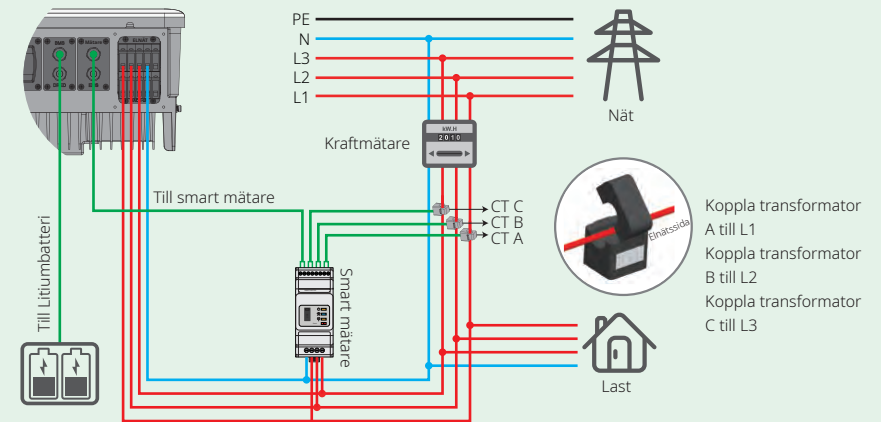 PE
N
L3
L2
L1
Nät
ELNÄT
kW.H
2010
Kraftmätare
Till smart mätare
CT C
CT B
CT A
Elnätssida
Koppla transformator
A till L1
Koppla transformator
B till L2
Koppla transformator
C till L3
Till Litiumbatteri
Smart mätare
Last